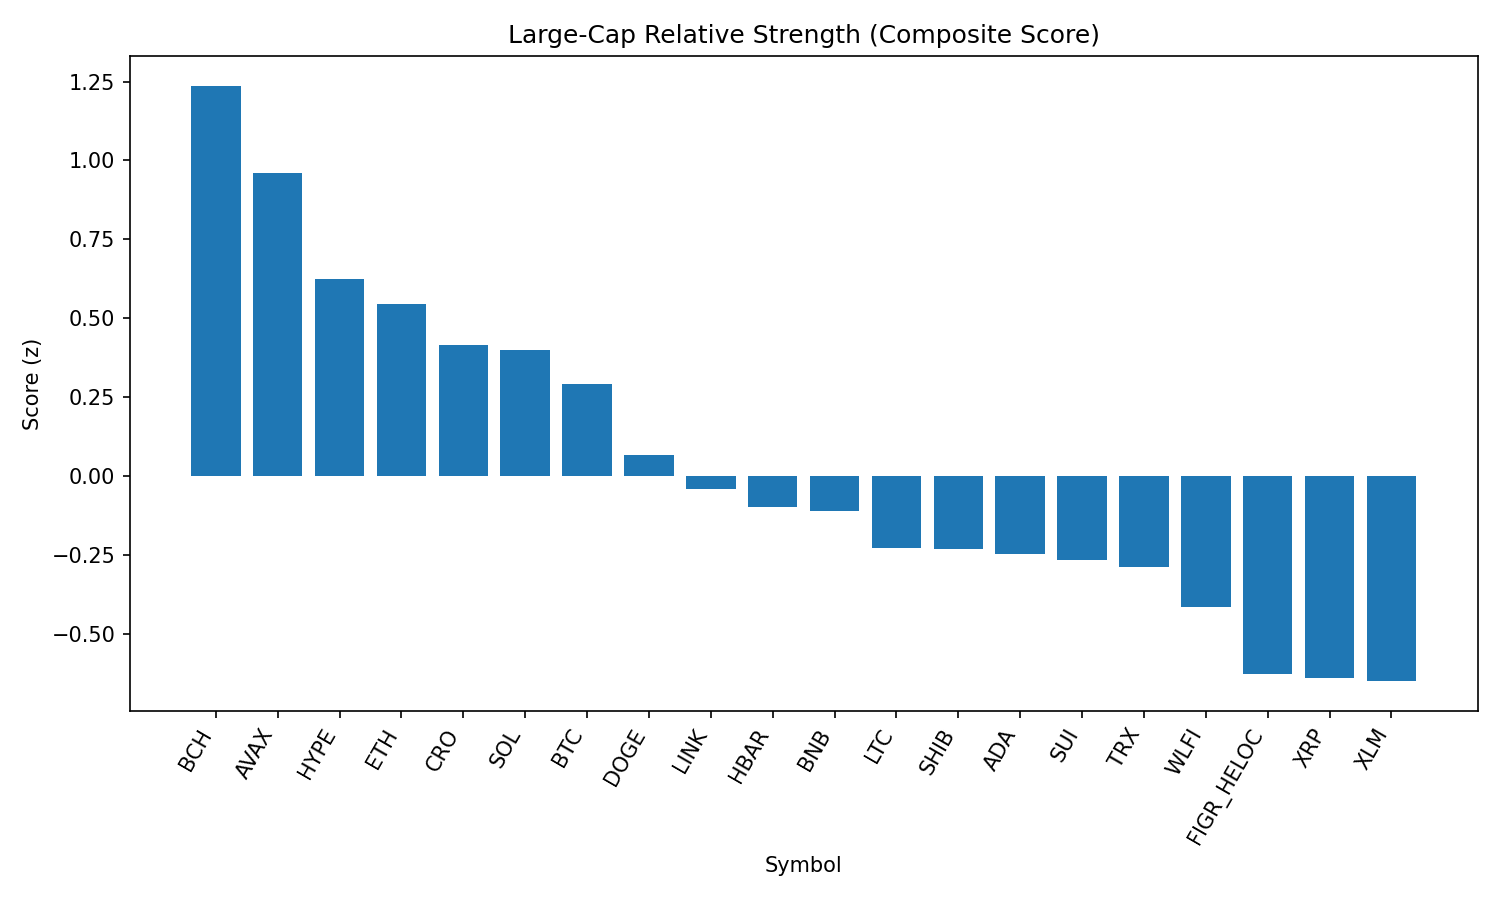 Large-Cap Relative Strength (Composite Score)
1.25
1.00
0.75
0.50
0.25
0.00
−0.25
−0.50
Score (z)
BCH
AVAX
HYPE
ETH
CRO
SOL
BTC
DOGE
LINK
HBAR
BNB
LTC
SHIB
ADA
SUI
TRX
WLFI
FIGR_HELOC
XRP
XLM
Symbol